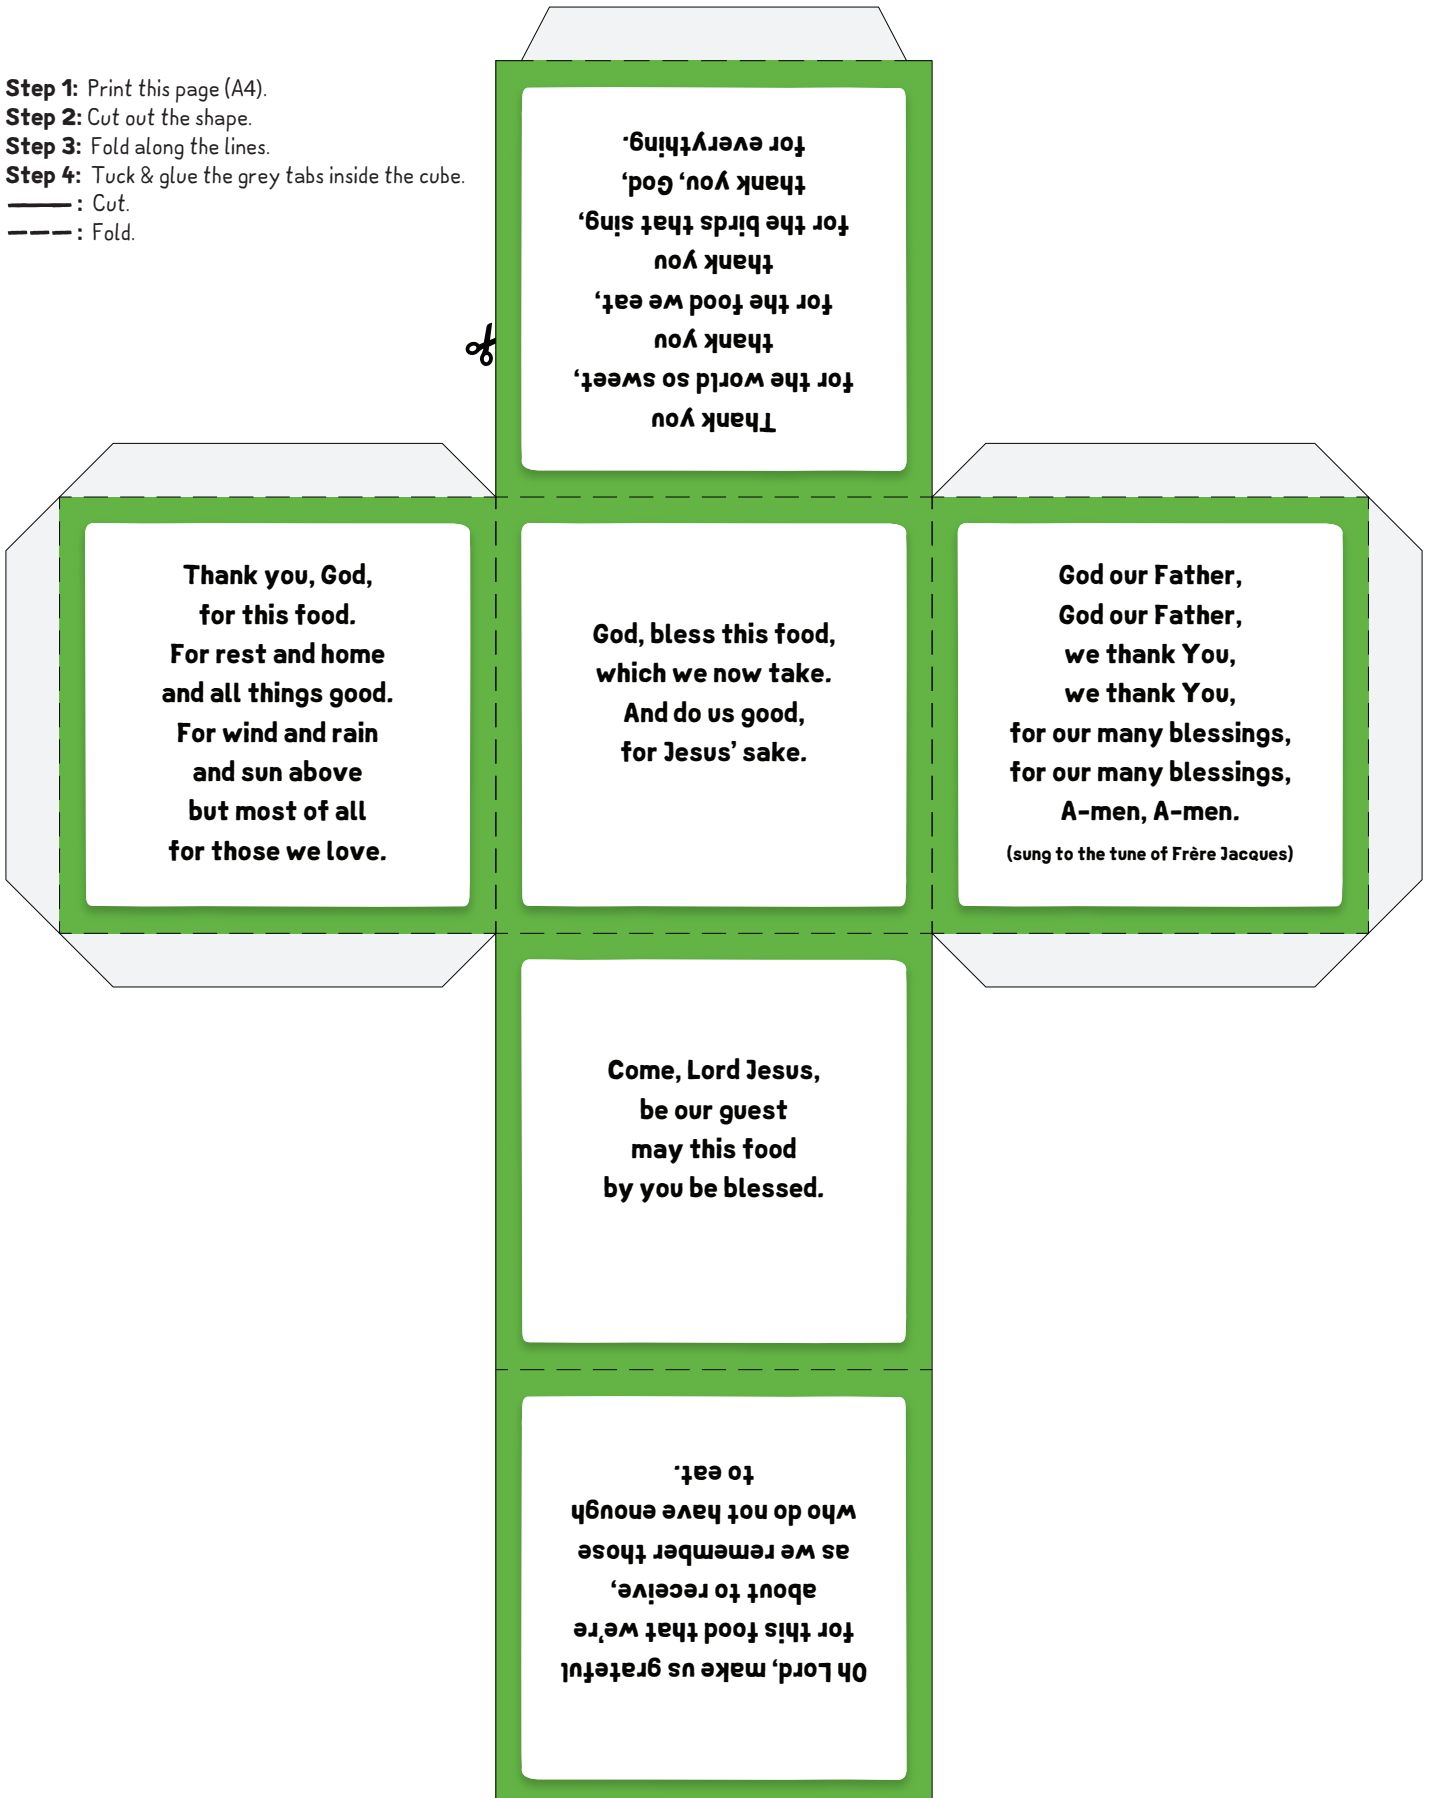 Step 1: Print this page (A4).
Step 2: Cut out the shape.
Step 3: Fold along the lines.
Step 4: Tuck & glue the grey tabs inside the cube.
: Cut.
: Fold.
Thank you
for the world so sweet,
thank you
for the food we eat,
thank you
for the birds that sing,
thank you, God,
for everything.
Thank you, God,
for this food.
For rest and home
and all things good.
For wind and rain
and sun above
but most of all
for those we love.
God, bless this food,
which we now take.
And do us good,
for Jesus’ sake.
God our Father,
God our Father,
we thank You,
we thank You,
for our many blessings,
for our many blessings,
A-men, A-men.
(sung to the tune of Frère Jacques)
Come, Lord Jesus,
be our guest
may this food
by you be blessed.
Oh Lord, make us grateful
for this food that we’re
about to receive,
as we remember those
who do not have enough
to eat.